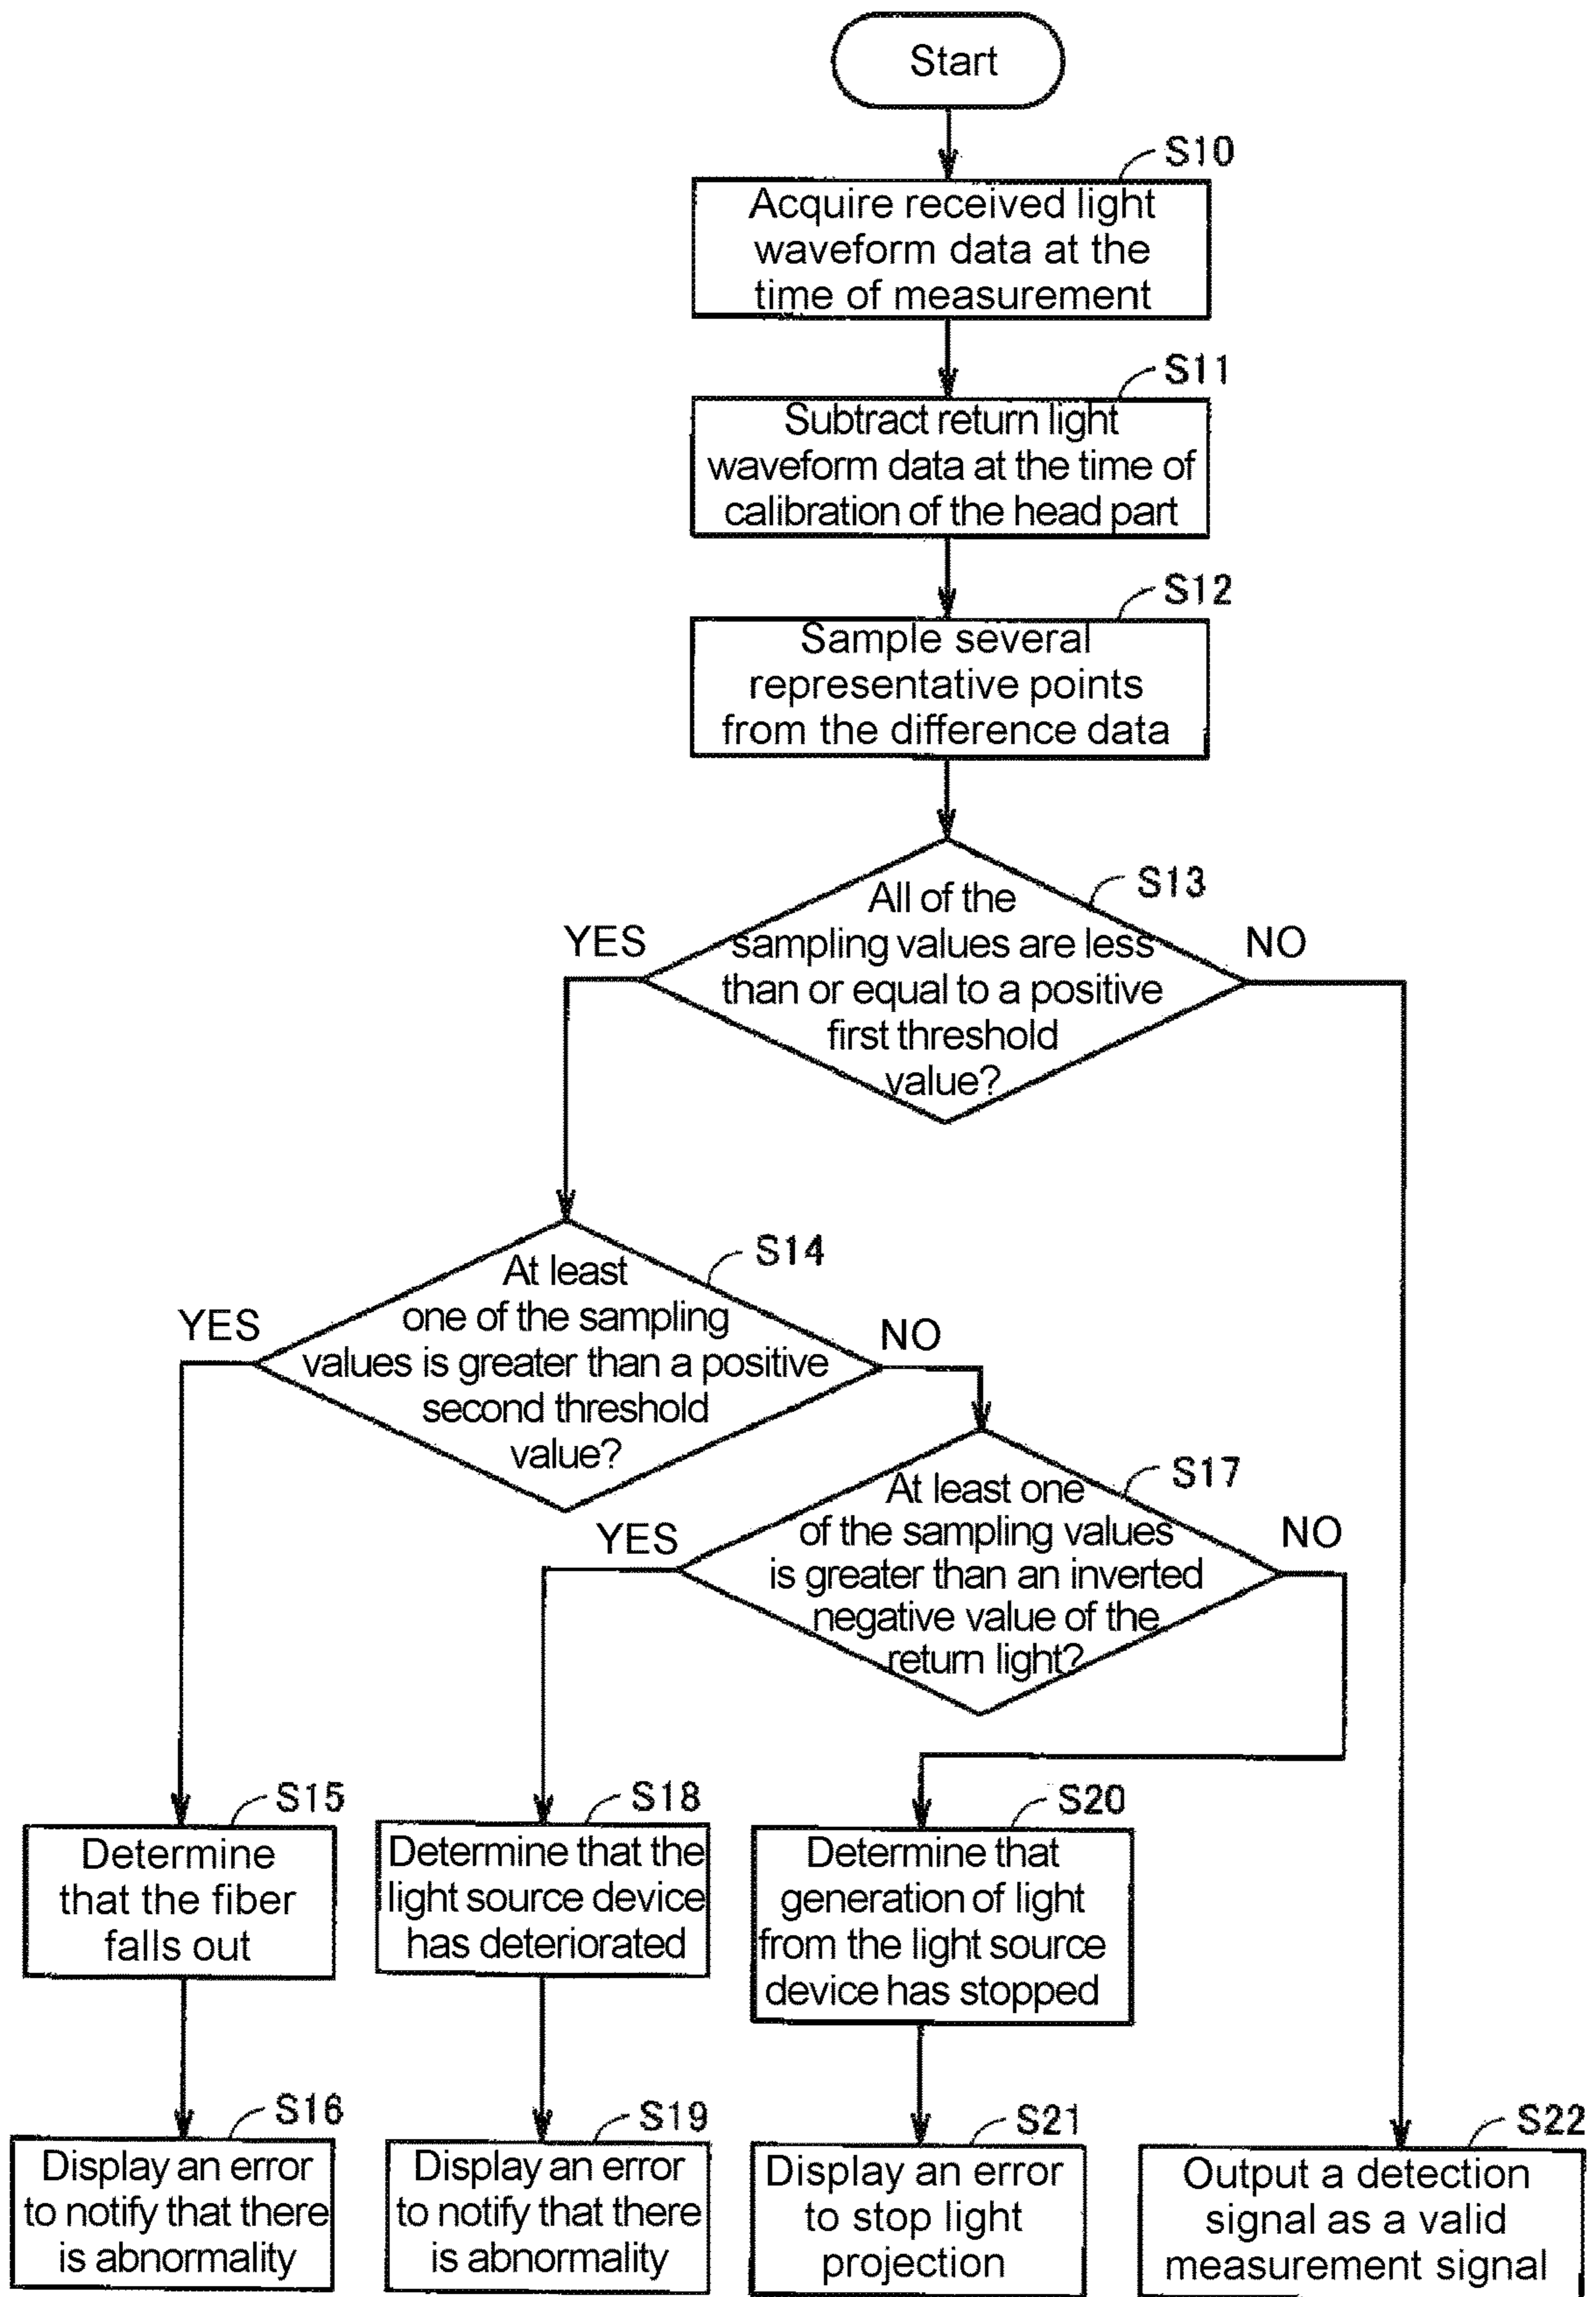 Start
S10
Acquire received light
waveform data at the
time of measurement
S11
Subtract return light
waveform data at the time of
calibration of the head part
S12
Sample several
representative points
from the difference data
S13
All of the
sampling values are less
than or equal to a positive
first threshold
value?
YES
NO
S14
At least
one of the sampling
values is greater than a positive
second threshold
value?
YES
NO
S17
At least one
of the sampling values
is greater than an inverted
negative value of the
return light?
YES
NO
S15
Determine
that the fiber
falls out
S18
Determine that the
light source device
has deteriorated
S20
Determine that
generation of light
from the light source
device has stopped
S16
Display an error
to notify that there
is abnormality
S19
Display an error
to notify that there
is abnormality
S21
Display an error
to stop light
projection
S22
Output a detection
signal as a valid
measurement signal